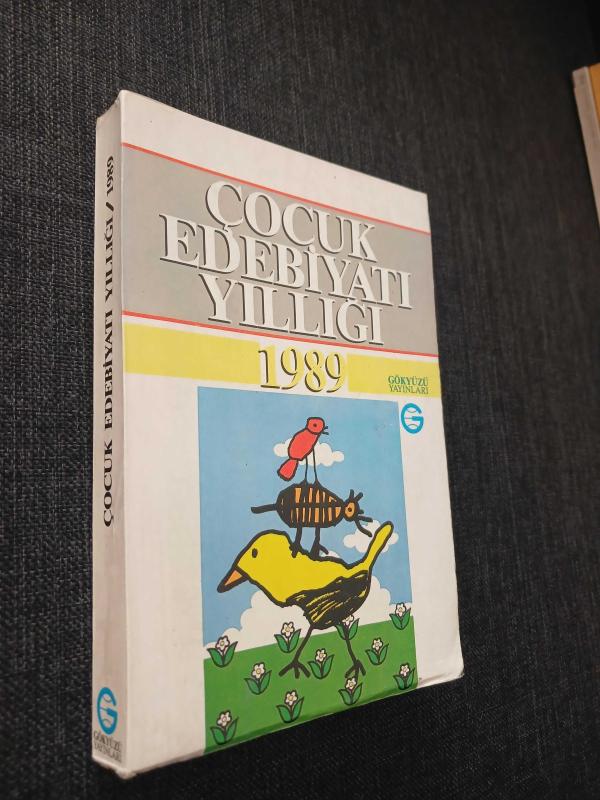 ÇOCUK
EDEBİYATI
YILLIĞI
1989
GÖKYÜZÜ
YAYINLARI
G
ÇOCUK EDEBİYATI YILLIĞI / 1989
G
GÖKYÜZÜ
YAYINLARI